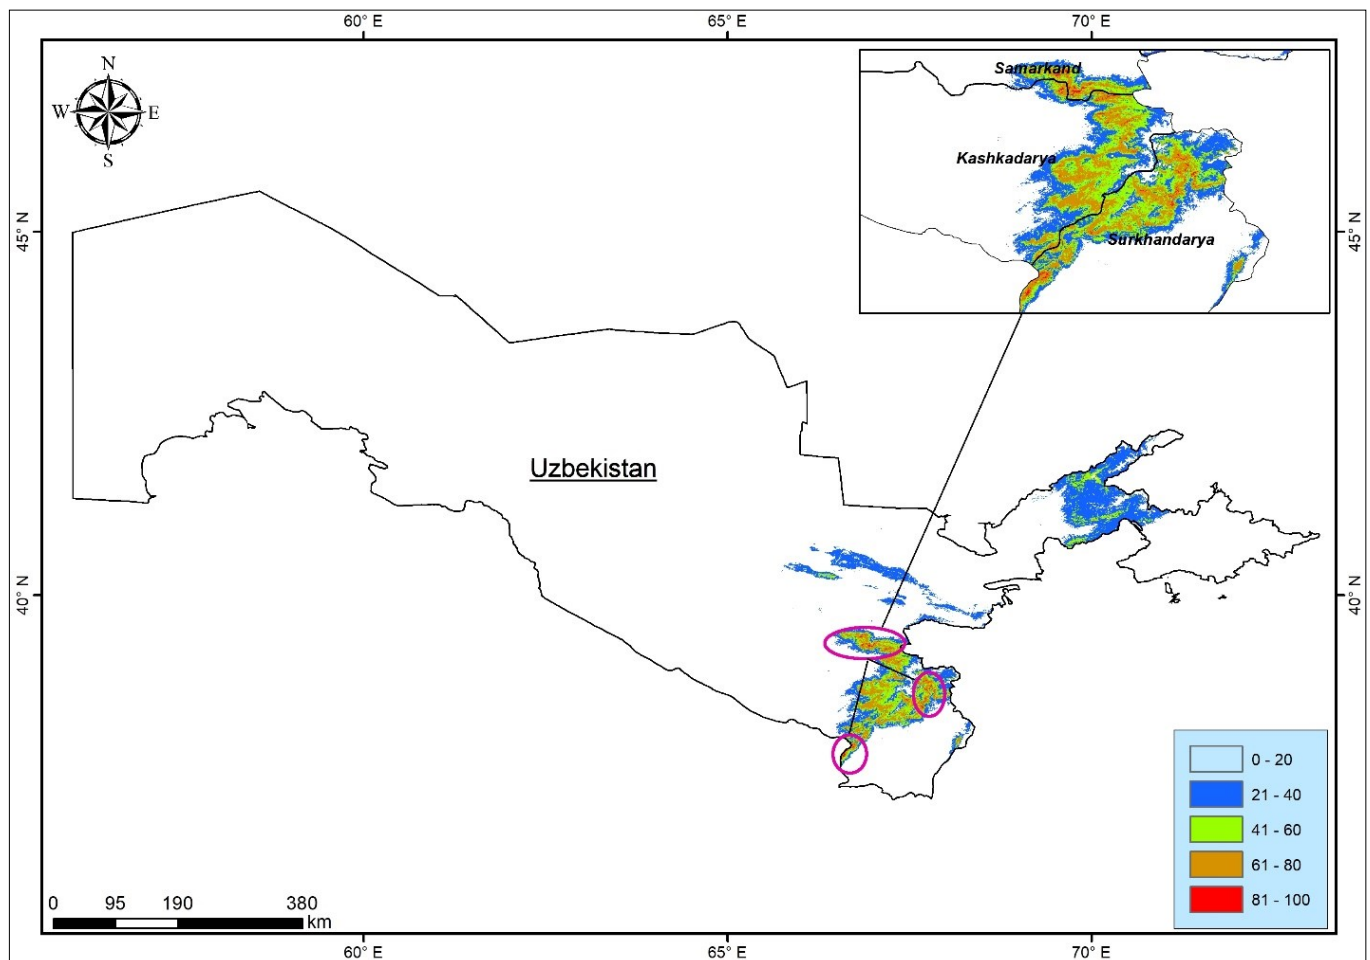 60° E
65° E
70° E
N
W E
S
Samarkand
Kashkadarya
Surkhandarya
45° N
45° N
Uzbekistan
40° N
40° N
0 - 20
21 - 40
41 - 60
61 - 80
81 - 100
0 95 190 380
km
60° E
65° E
70° E